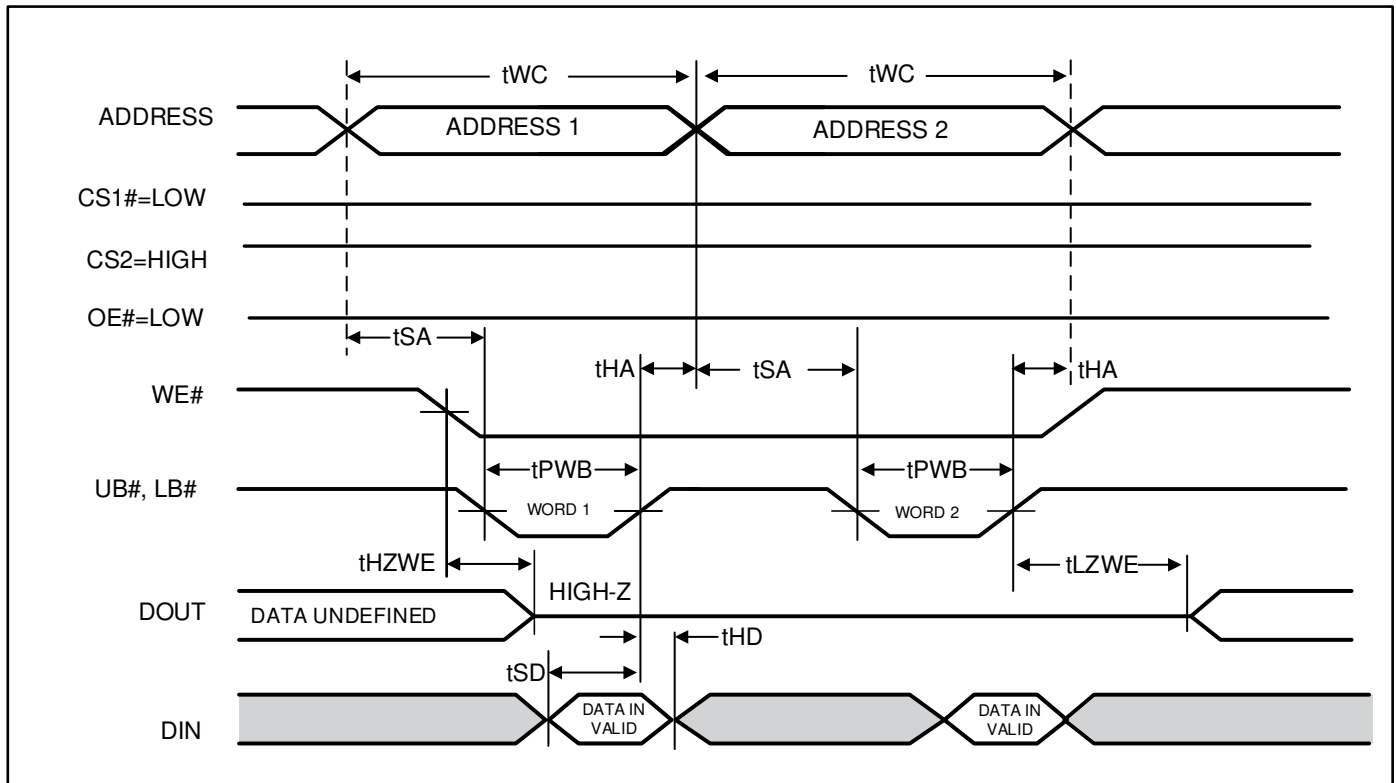 tWC tWC
ADDRESS ADDRESS 1 ADDRESS 2
CS1#=LOW
CS2=HIGH
OE#=LOW
tSA
tHA tSA tHA
WE#
tPWB tPWB
UB#, LB# WORD 1 WORD 2
tHZWE tLZWE
HIGH-Z
DOUT DATA UNDEFINED
tHD
tSD
DIN DATA IN VALID DATA IN VALID